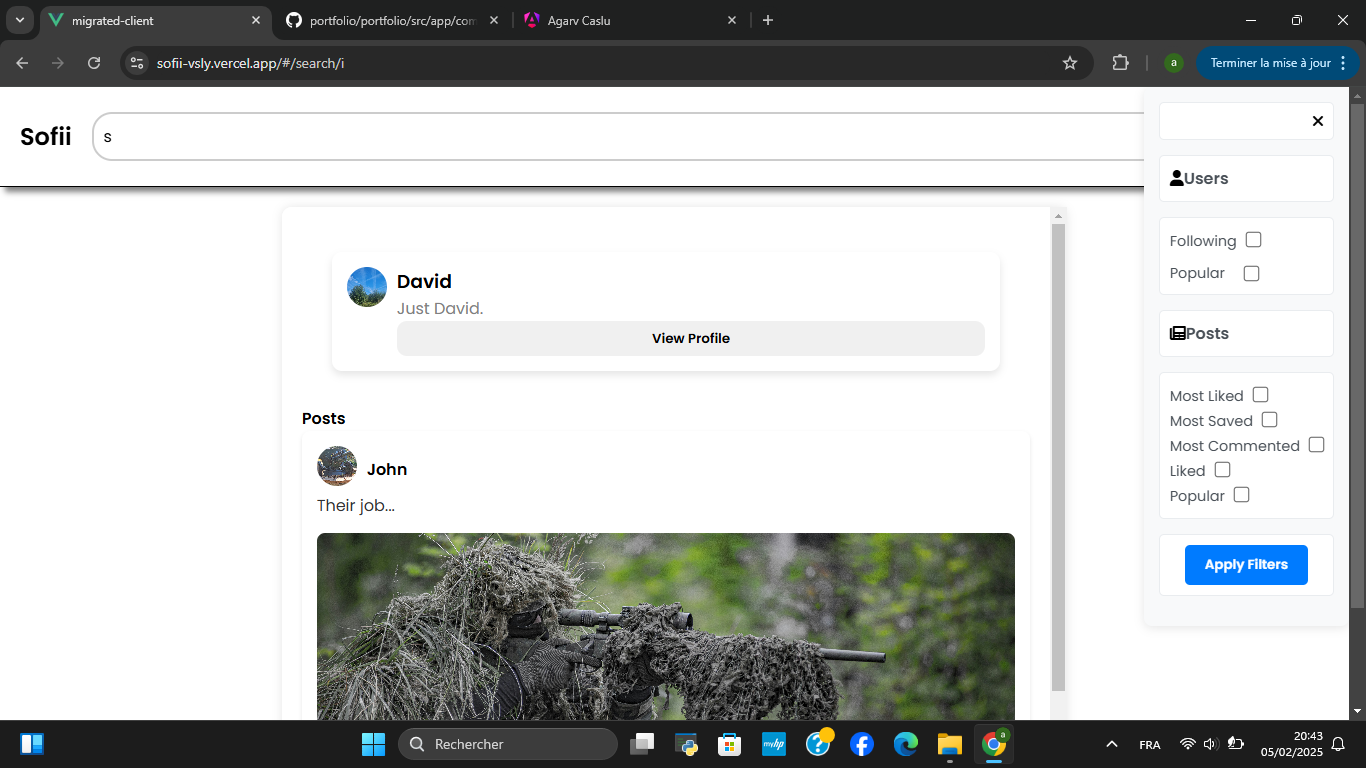 migrated-client
portfolio/portfolio/src/app/com
Agarv Caslu
sofii-vsly.vercel.app/#/search/i
a
Terminer la mise à jour
Sofii
s
Users
Following
Popular
Posts
Most Liked
Most Saved
Most Commented
Liked
Popular
Apply Filters
David
Just David.
View Profile
Posts
John
Their job...
Rechercher
myhp
a
FRA
20:43
05/02/2025